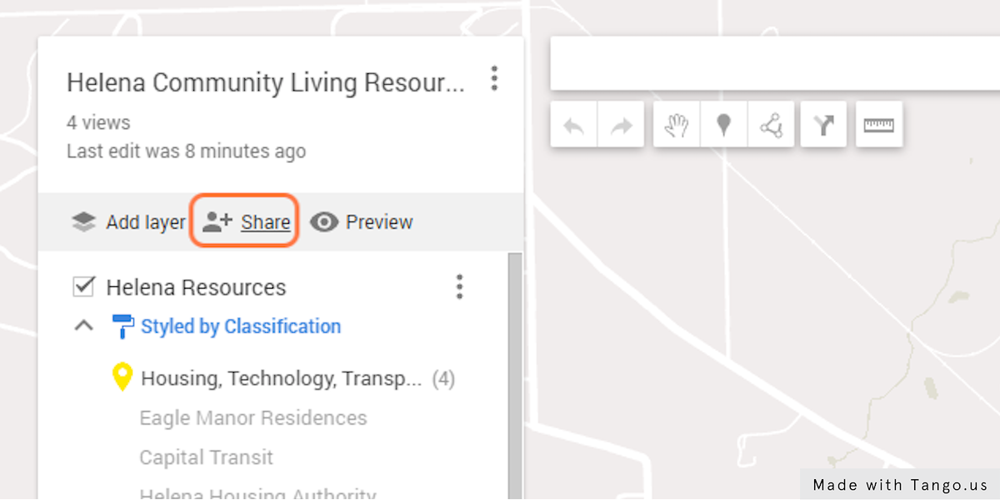 Helena Community Living Resour...
4 views
Last edit was 8 minutes ago
Add layer Share Preview
Helena Resources
Styled by Classification
Housing, Technology, Transp... (4)
Eagle Manor Residences
Capital Transit
Helena Housing Authority
Made with Tango.us